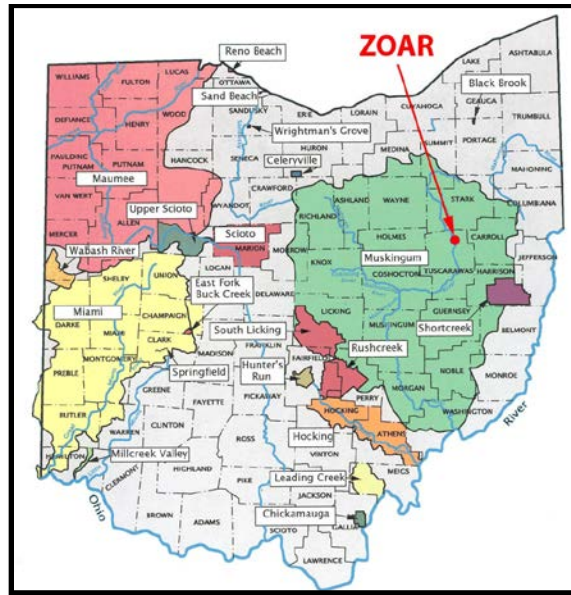 Reno Beach
ZOAR
ASHTABULA
LAKE
WILLIAMS
LUCAS
FULTON
OTTAWA
Sand Beach
Black Brook
GEAUGA
CUYAHOGA
TRUMBULL
SANDUSKY
ERIE
LORAIN
DEFIANCE
HENRY
WOOD
Wrightman's Grove
SENECA
HURON
MEDINA
SUMMIT
PORTAGE
PAULDING
PUTNAM
PUTNAM
HANCOCK
Celeryville
MAHONING
Maumee
VAN WERT
CRAWFORD
WYANDOT
ASHLAND
WAYNE
STARK
COLUMBIANA
RICHLAND
ALLEN
Upper Scioto
Scioto
MARION
MORROW
HOLMES
CARROLL
MERCER
Wabash River
Muskingum
JEFFERSON
KNOX
COSHOCTON
TUSCARAWAS
HARRISON
SHELBY
UNION
LOGAN
DELAWARE
East Fork
Buck Creek
Miami
DARKE
MIAMI
CHAMPAIGN
CLARK
LICKING
GUERNSEY
Shortcreek
BELMONT
South Licking
MUSKINGUM
MONTGOMERY
MADISON
FRANKLIN
FAIRFIELD
Rushcreek
Springfield
PREBLE
Hunter's
Run
NOBLE
MONROE
GREENE
PICKAWAY
PERRY
MORGAN
FAYETTE
HOCKING
WASHINGTON
BUTLER
WARREN
CLINTON
ROSS
Hocking
ATHENS
River
VINTON
HAMILTON
Millcreek Valley
CLERMONT
HIGHLAND
Leading Creek
MEIGS
PIKE
JACKSON
Ohio
Chickamauga
GALLIA
BROWN
ADAMS
SCIOTO
LAWRENCE